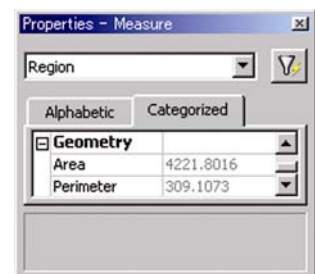 Properties - Measure
Region
Alphabetic Categorized
Geometry
Area 4221.8016
Perimeter 309.1073